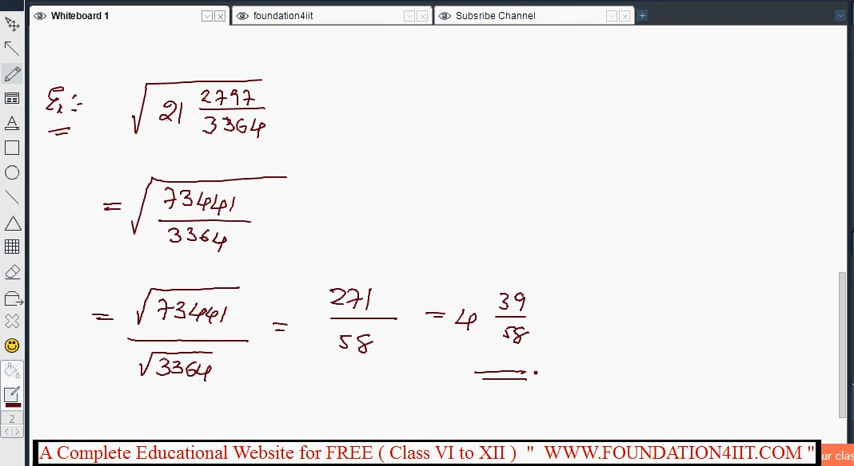 Whiteboard 1 foundation4iit Subsribe Channel
Ex :- √(21 2797/3364)
= √(73441/3364)
= √73441/√3364 = 271/58 = 4 39/58
2
A Complete Educational Website for FREE ( Class VI to XII ) " WWW.FOUNDATION4IIT.COM "